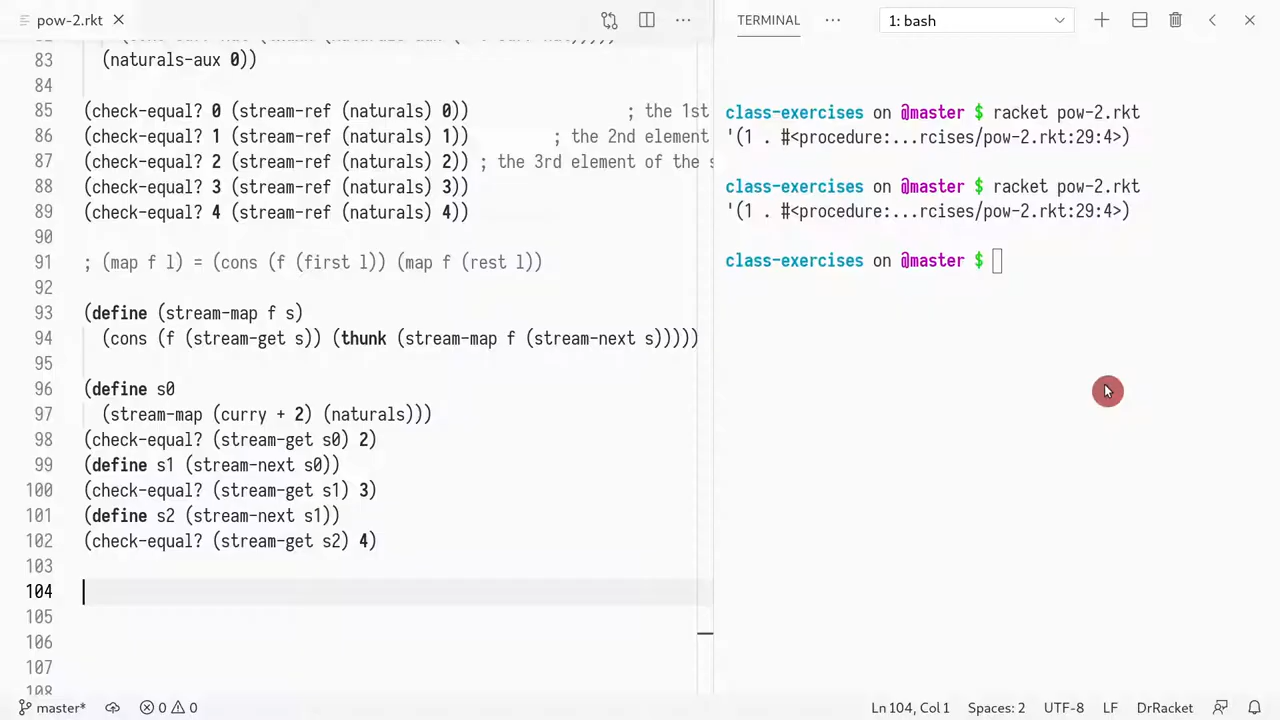 pow-2.rkt
83 (naturals-aux 0))
84
85 (check-equal? 0 (stream-ref (naturals) 0)) ; the 1st
86 (check-equal? 1 (stream-ref (naturals) 1)) ; the 2nd element
87 (check-equal? 2 (stream-ref (naturals) 2)) ; the 3rd element of the s
88 (check-equal? 3 (stream-ref (naturals) 3))
89 (check-equal? 4 (stream-ref (naturals) 4))
90
91 ; (map f l) = (cons (f (first l)) (map f (rest l))
92
93 (define (stream-map f s)
94 (cons (f (stream-get s)) (thunk (stream-map f (stream-next s)))))
95
96 (define s0
97 (stream-map (curry + 2) (naturals)))
98 (check-equal? (stream-get s0) 2)
99 (define s1 (stream-next s0))
100 (check-equal? (stream-get s1) 3)
101 (define s2 (stream-next s1))
102 (check-equal? (stream-get s2) 4)
103
104
105
106
107
108
TERMINAL ··· 1: bash
class-exercises on @master $ racket pow-2.rkt
'(1 . #<procedure:...rcises/pow-2.rkt:29:4>)
class-exercises on @master $ racket pow-2.rkt
'(1 . #<procedure:...rcises/pow-2.rkt:29:4>)
class-exercises on @master $
master* 0 0 Ln 104, Col 1 Spaces: 2 UTF-8 LF DrRacket